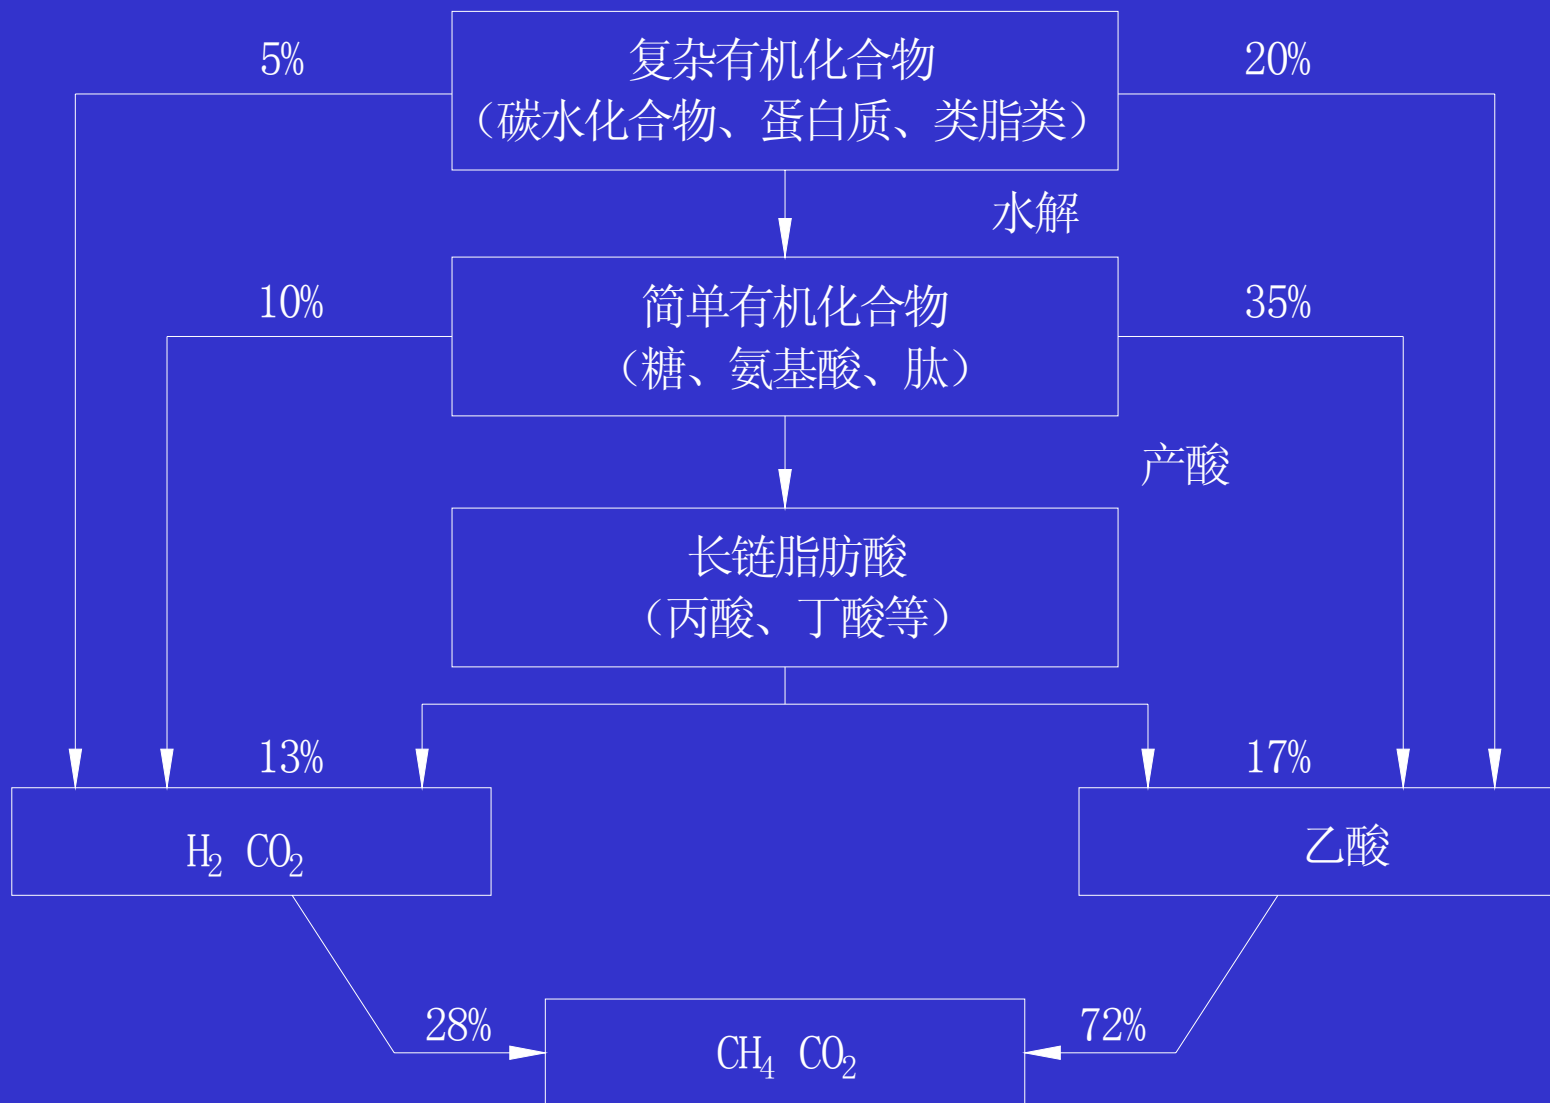 5%
复杂有机化合物
20%
（碳水化合物、蛋白质、类脂类）
水解
10%
简单有机化合物
35%
（糖、氨基酸、肽）
产酸
长链脂肪酸
（丙酸、丁酸等）
13%
17%
H₂ CO₂
乙酸
28%
72%
CH₄ CO₂